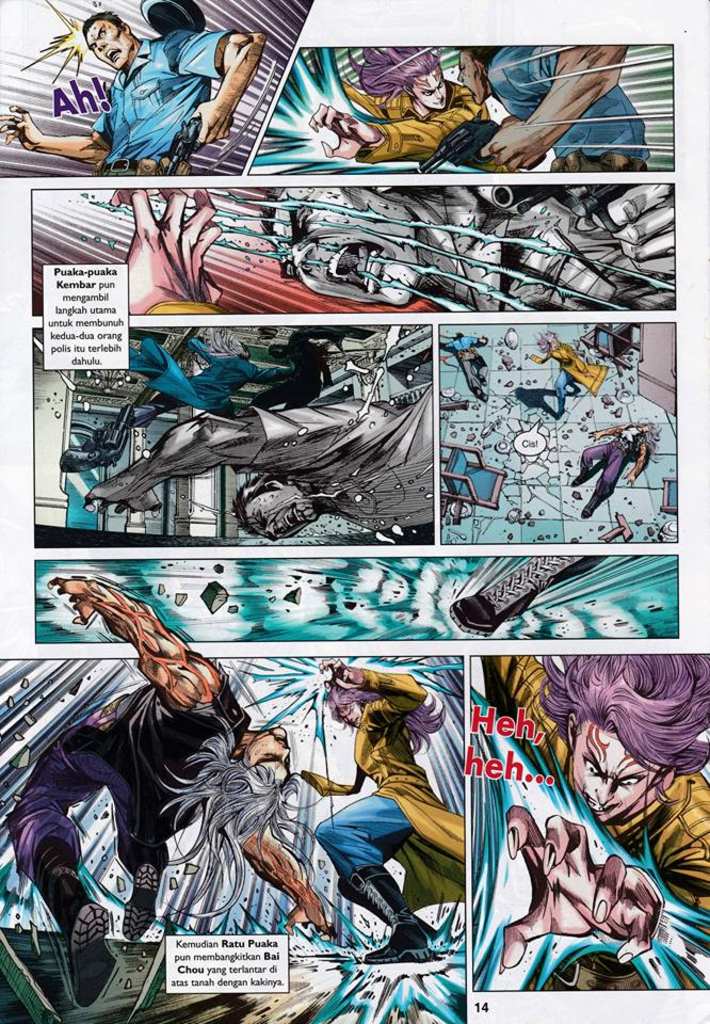 Ah!
Puaka-puaka
Kembar pun
mengambil
langkah utama
untuk membunuh
kedua-dua orang
polis itu terlebih
dahulu.
Cis!
Heh,
heh...
Kemudian Ratu Puaka
pun membangkitkan Bai
Chou yang terlantar di
atas tanah dengan kakinya.
14